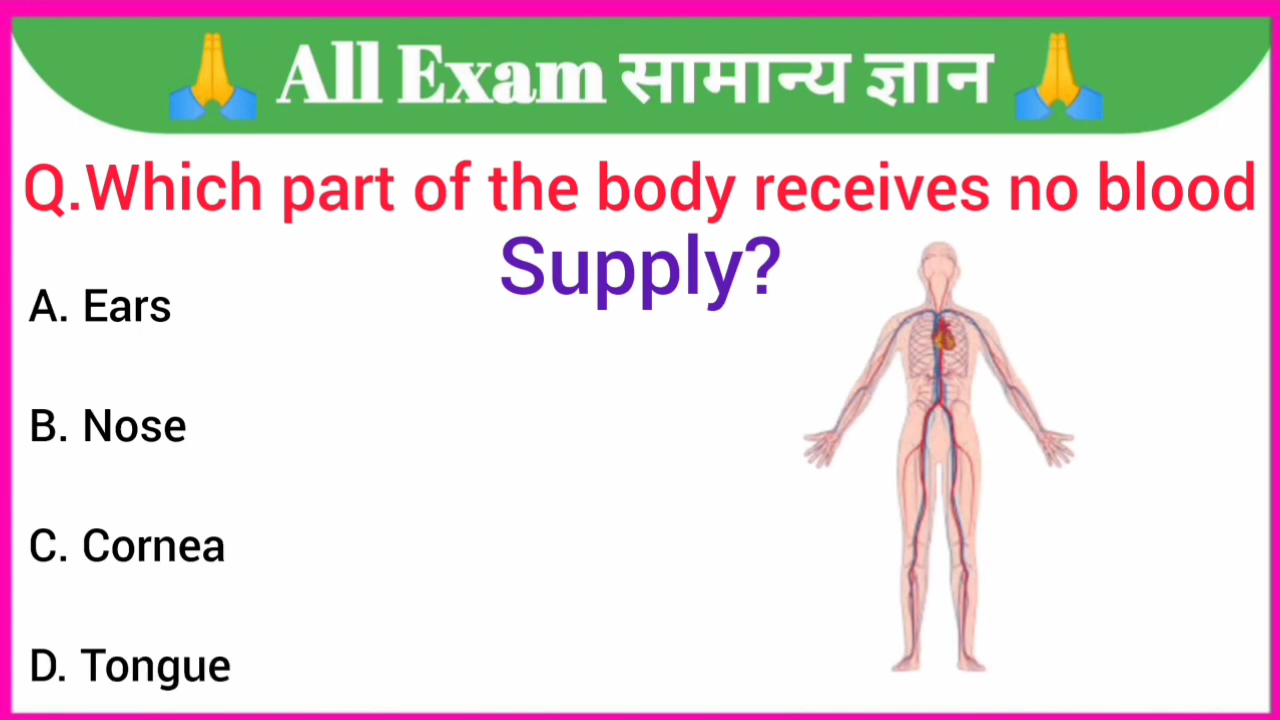 🙏 All Exam सामान्य ज्ञान 🙏
Q.Which part of the body receives no blood
Supply?
A. Ears
B. Nose
C. Cornea
D. Tongue